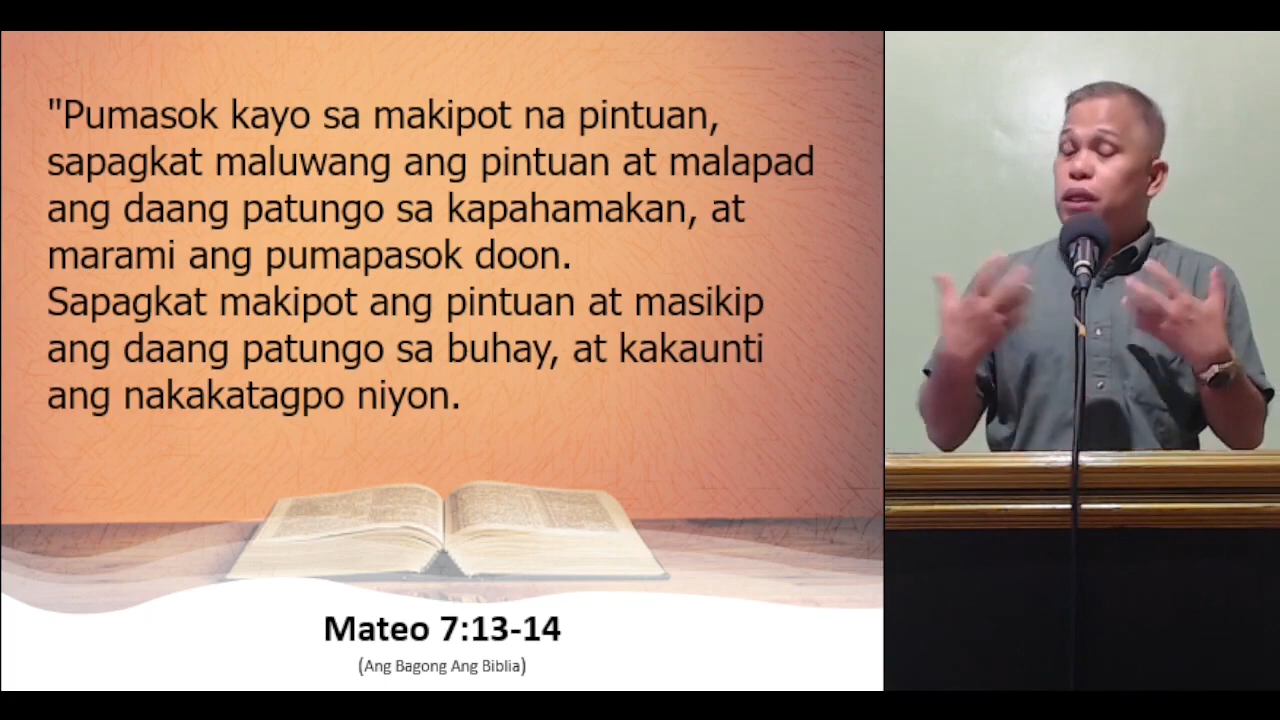 "Pumasok kayo sa makipot na pintuan,
sapagkat maluwang ang pintuan at malapad
ang daang patungo sa kapahamakan, at
marami ang pumapasok doon.
Sapagkat makipot ang pintuan at masikip
ang daang patungo sa buhay, at kakaunti
ang nakakatagpo niyon.
Mateo 7:13-14
(Ang Bagong Ang Biblia)